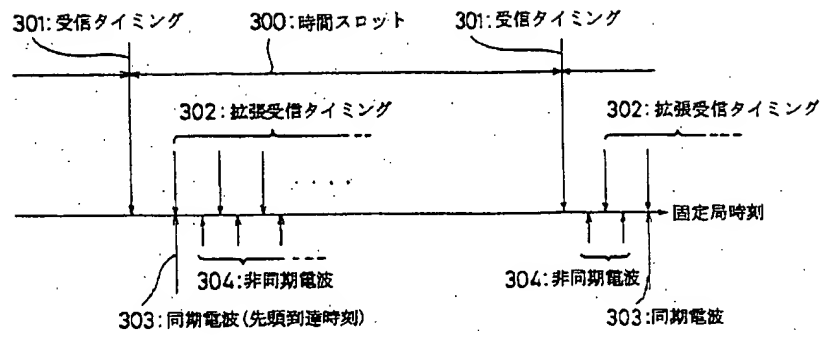 301:受信タイミング
300:時間スロット
301:受信タイミング
302:拡張受信タイミング
302:拡張受信タイミング
固定局時刻
304:非同期電波
304:非同期電波
303:同期電波(先頭到達時刻)
303:同期電波